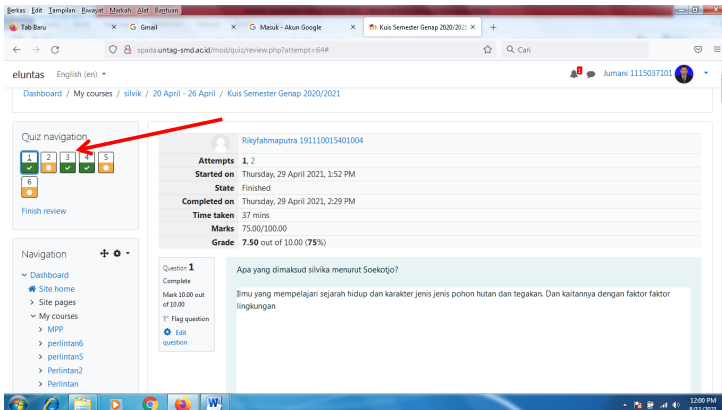 Berkas Edit Tampilan Riwayat Markah Alat Bantuan
Tab Baru
Gmail
Masuk - Akun Google
Kuis Semester Genap 2020/202
spada.untag-smd.ac.id/mod/quiz/review.php?attempt=64#
Cari
eluntas English (en)
Jumani 1115037101
Dashboard / My courses / silvik / 20 April - 26 April / Kuis Semester Genap 2020/2021
Quiz navigation
1 2 3 4 5
6
Finish review
Rikyfahmaputra 191110015401004
Attempts 1, 2
Started on Thursday, 29 April 2021, 1:52 PM
State Finished
Completed on Thursday, 29 April 2021, 2:29 PM
Time taken 37 mins
Marks 75.00/100.00
Grade 7.50 out of 10.00 (75%)
Navigation
Dashboard
Site home
Site pages
My courses
MPP
perlintan6
perlintan5
Perlintan2
Perlintan
Question 1
Complete
Mark 10.00 out
of 10.00
Flag question
Edit
question
Apa yang dimaksud silvika menurut Soekotjo?
Ilmu yang mempelajari sejarah hidup dan karakter jenis jenis pohon hutan dan tegakan. Dan kaitannya dengan faktor faktor
lingkungan
12:00 PM